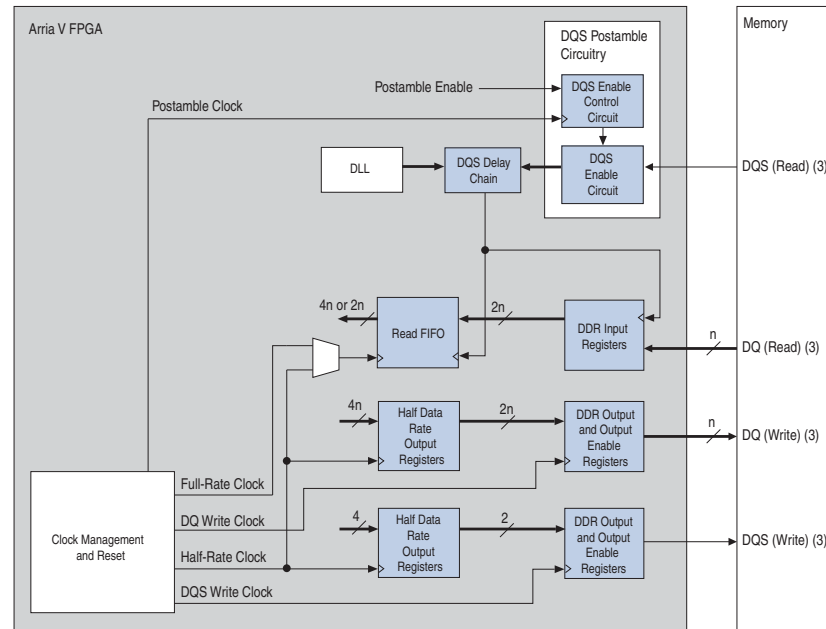 Arria V FPGA
Memory
DQS Postamble
Circuitry
Postamble Enable
DQS Enable
Control
Circuit
Postamble Clock
DLL
DQS Delay
Chain
DQS
Enable
Circuit
DQS (Read) (3)
4n or 2n
Read FIFO
2n
DDR Input
Registers
n
DQ (Read) (3)
4n
Half Data
Rate
Output
Registers
2n
DDR Output
and Output
Enable
Registers
n
DQ (Write) (3)
Clock Management
and Reset
Full-Rate Clock
DQ Write Clock
Half-Rate Clock
DQS Write Clock
4
Half Data
Rate
Output
Registers
2
DDR Output
and Output
Enable
Registers
DQS (Write) (3)